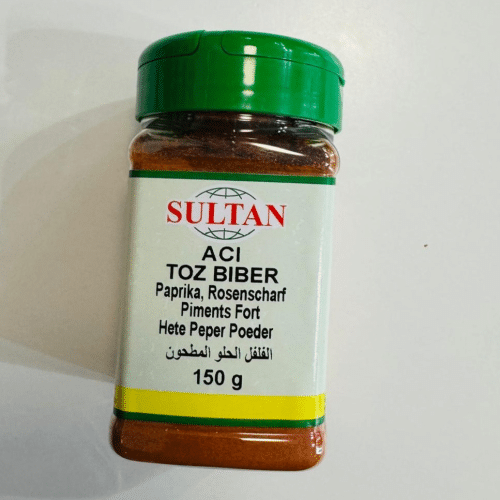 SULTAN
ACI
TOZ BIBER
Paprika, Rosenscharf
Piments Fort
Hete Peper Poeder
الفلفل الحلو المطحون
150 g